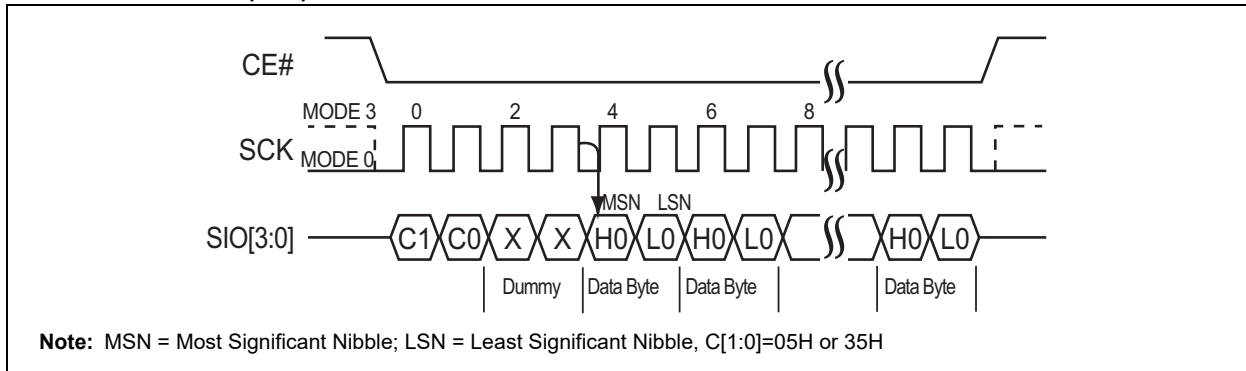 CE#
MODE 3 0 2 4 6 8
SCK
MODE 0
MSN LSN
SIO[3:0] C1 C0 X X H0 L0 H0 L0 H0 L0
Dummy Data Byte Data Byte Data Byte
Note: MSN = Most Significant Nibble; LSN = Least Significant Nibble, C[1:0]=05H or 35H